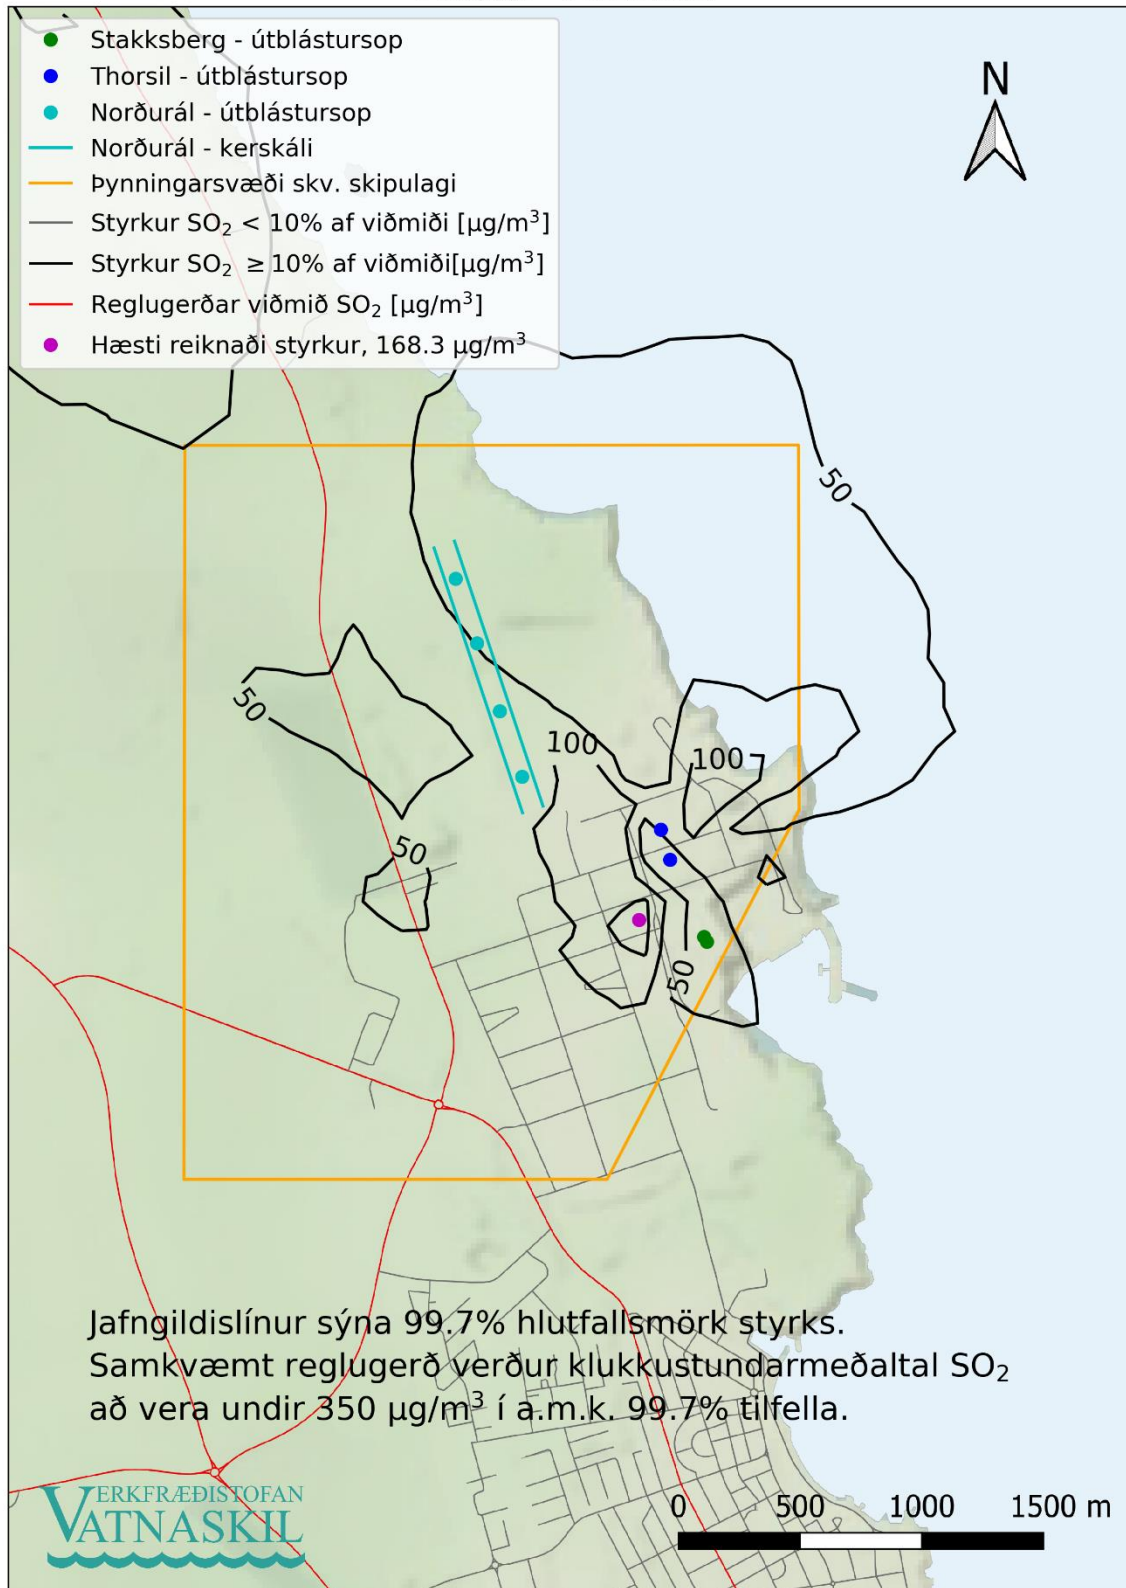 Stakksberg - útblástursop
Thorsil - útblástursop
Norðurál - útblástursop
Norðurál - kerskáli
Þynningarsvæði skv. skipulagi
Styrkur SO₂ < 10% af viðmiði [µg/m³]
Styrkur SO₂ ≥ 10% af viðmiði[µg/m³]
Reglugerðar viðmið SO₂ [µg/m³]
Hæsti reiknaði styrkur, 168.3 µg/m³
N
50
50
100
100
50
50
Jafngildislínur sýna 99.7% hlutfallsmörk styrks.
Samkvæmt reglugerð verður klukkustundarmeðaltal SO₂
að vera undir 350 µg/m³ í a.m.k. 99.7% tilfella.
VERKFRÆÐISTOFAN
VATNASKIL
0 500 1000 1500 m